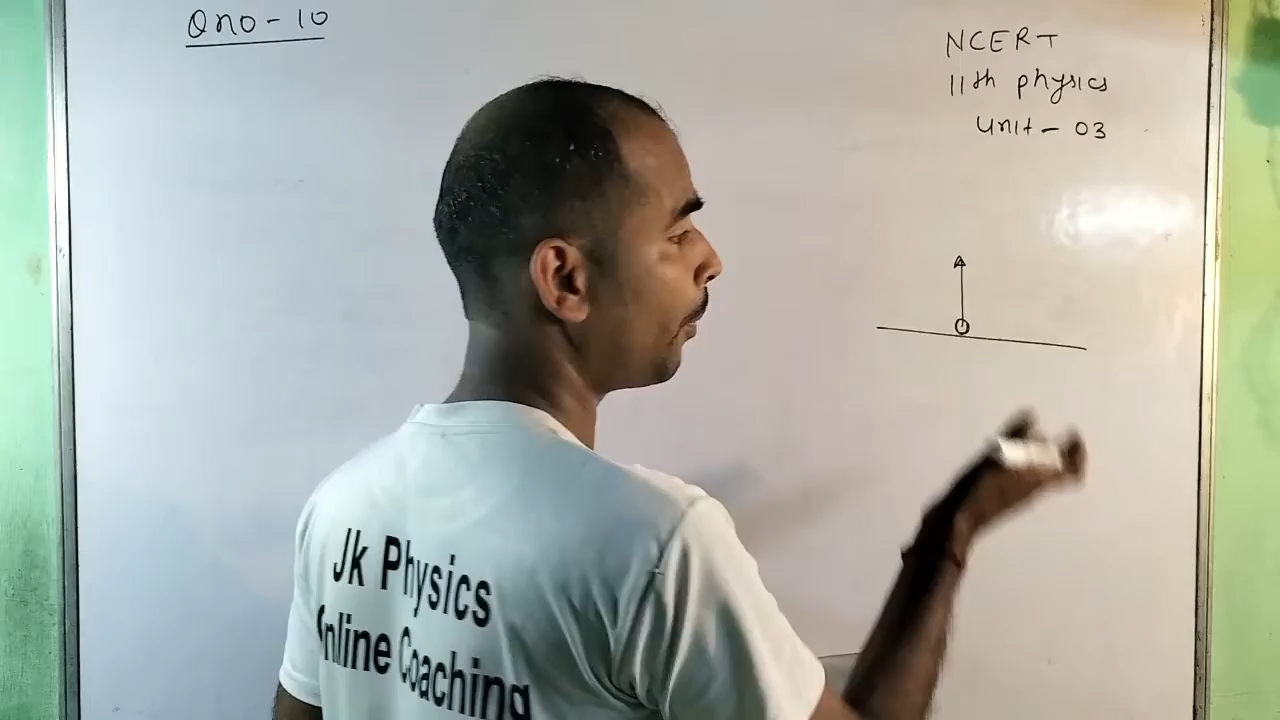 Qno - 10
NCERT
11th physics
Unit - 03
Jk Physics
Online Coaching